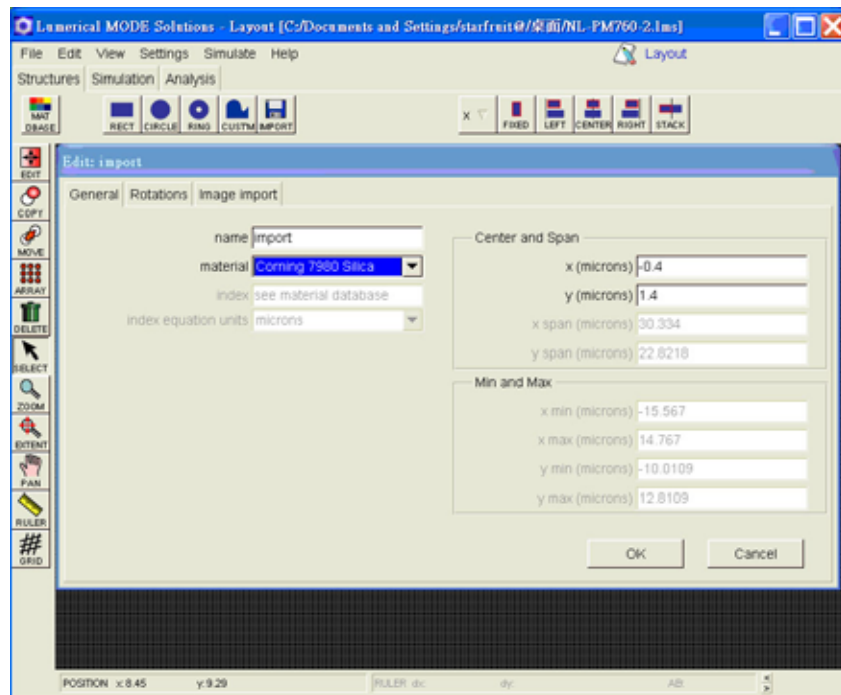 Lumerical MODE Solutions - Layout [C:/Documents and Settings/starfruit@/桌面/NL-PM760-2.lms]
File Edit View Settings Simulate Help Layout
Structures Simulation Analysis
MAT DBASE RECT CIRCLE RING CUSTM IMPORT X FIXED LEFT CENTER RIGHT STACK
EDIT
COPY
MOVE
ARRAY
DELETE
SELECT
ZOOM
EXTENT
PAN
RULER
GRID
Edit: import
General Rotations Image import
name import
material Corning 7980 Silica
index see material database
index equation units microns
Center and Span
x (microns) -0.4
y (microns) 1.4
x span (microns) 30.334
y span (microns) 22.8218
Min and Max
x min (microns) -15.567
x max (microns) 14.767
y min (microns) -10.0109
y max (microns) 12.8109
OK Cancel
POSITION x:8.45 y:9.29 RULER dx: dy: AB: